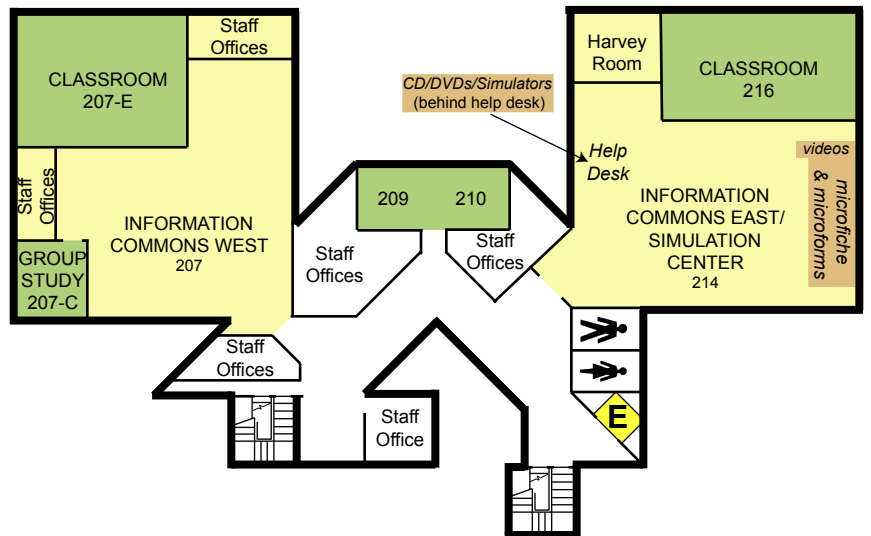 Staff
Offices
CLASSROOM
207-E
Staff
Offices
INFORMATION
COMMONS WEST
207
GROUP
STUDY
207-C
Staff
Offices
209
210
Staff
Offices
Staff
Offices
Staff
Office
CD/DVDs/Simulators
(behind help desk)
Harvey
Room
CLASSROOM
216
Help
Desk
videos
microfiche
& microforms
INFORMATION
COMMONS EAST/
SIMULATION
CENTER
214
E